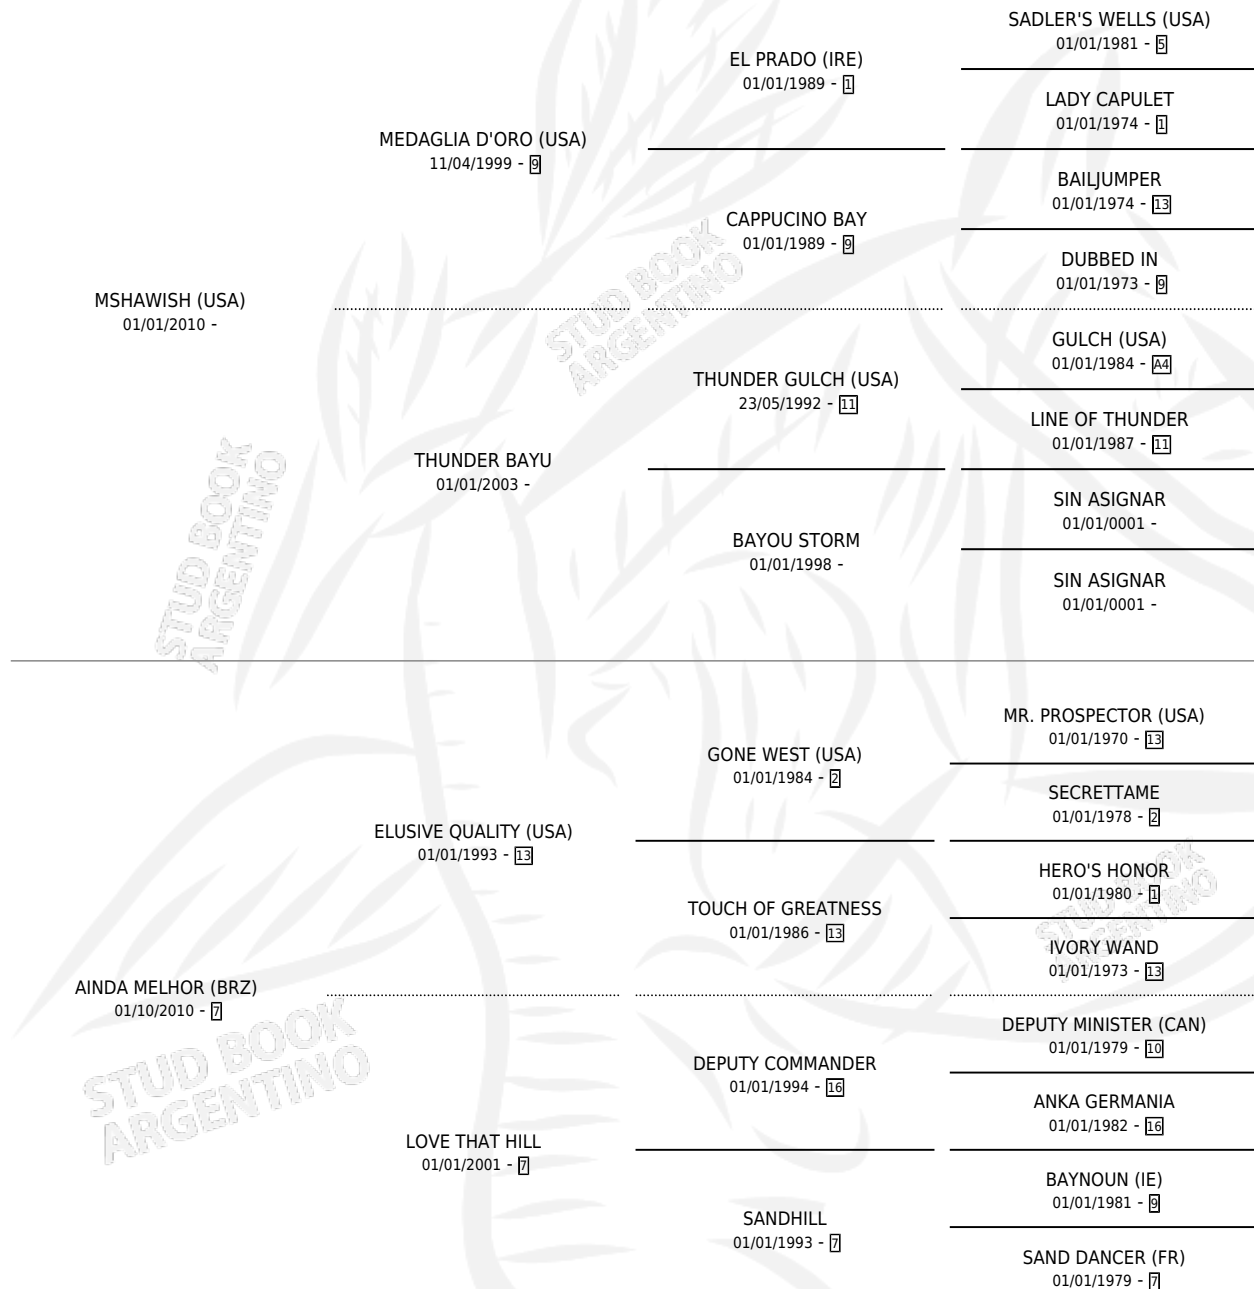 SADLER'S WELLS (USA)
01/01/1981 - 5
EL PRADO (IRE)
01/01/1989 - 1
LADY CAPULET
01/01/1974 - 1
MEDAGLIA D'ORO (USA)
11/04/1999 - 9
BAILJUMPER
01/01/1974 - 13
CAPPUCINO BAY
01/01/1989 - 9
DUBBED IN
01/01/1973 - 9
MSHAWISH (USA)
01/01/2010 -
GULCH (USA)
01/01/1984 - A4
THUNDER GULCH (USA)
23/05/1992 - 11
LINE OF THUNDER
01/01/1987 - 11
THUNDER BAYU
01/01/2003 -
SIN ASIGNAR
01/01/0001 -
BAYOU STORM
01/01/1998 -
SIN ASIGNAR
01/01/0001 -
MR. PROSPECTOR (USA)
01/01/1970 - 13
GONE WEST (USA)
01/01/1984 - 2
SECRETTAME
01/01/1978 - 2
ELUSIVE QUALITY (USA)
01/01/1993 - 13
HERO'S HONOR
01/01/1980 - 1
TOUCH OF GREATNESS
01/01/1986 - 13
IVORY WAND
01/01/1973 - 13
AINDA MELHOR (BRZ)
01/10/2010 - 7
DEPUTY MINISTER (CAN)
01/01/1979 - 10
DEPUTY COMMANDER
01/01/1994 - 16
ANKA GERMANIA
01/01/1982 - 16
LOVE THAT HILL
01/01/2001 - 7
BAYNOUN (IE)
01/01/1981 - 9
SANDHILL
01/01/1993 - 7
SAND DANCER (FR)
01/01/1979 - 7
STUD BOOK
ARGENTINO
STUD BOOK
ARGENTINO
STUD BOOK
ARGENTINO
STUD BOOK
ARGENTINO